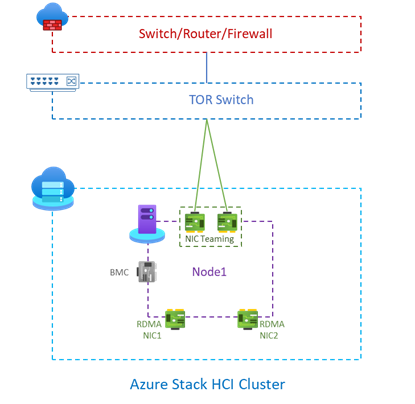 Switch/Router/Firewall
TOR Switch
NIC Teaming
BMC
Node1
RDMA
NIC1
RDMA
NIC2
Azure Stack HCI Cluster